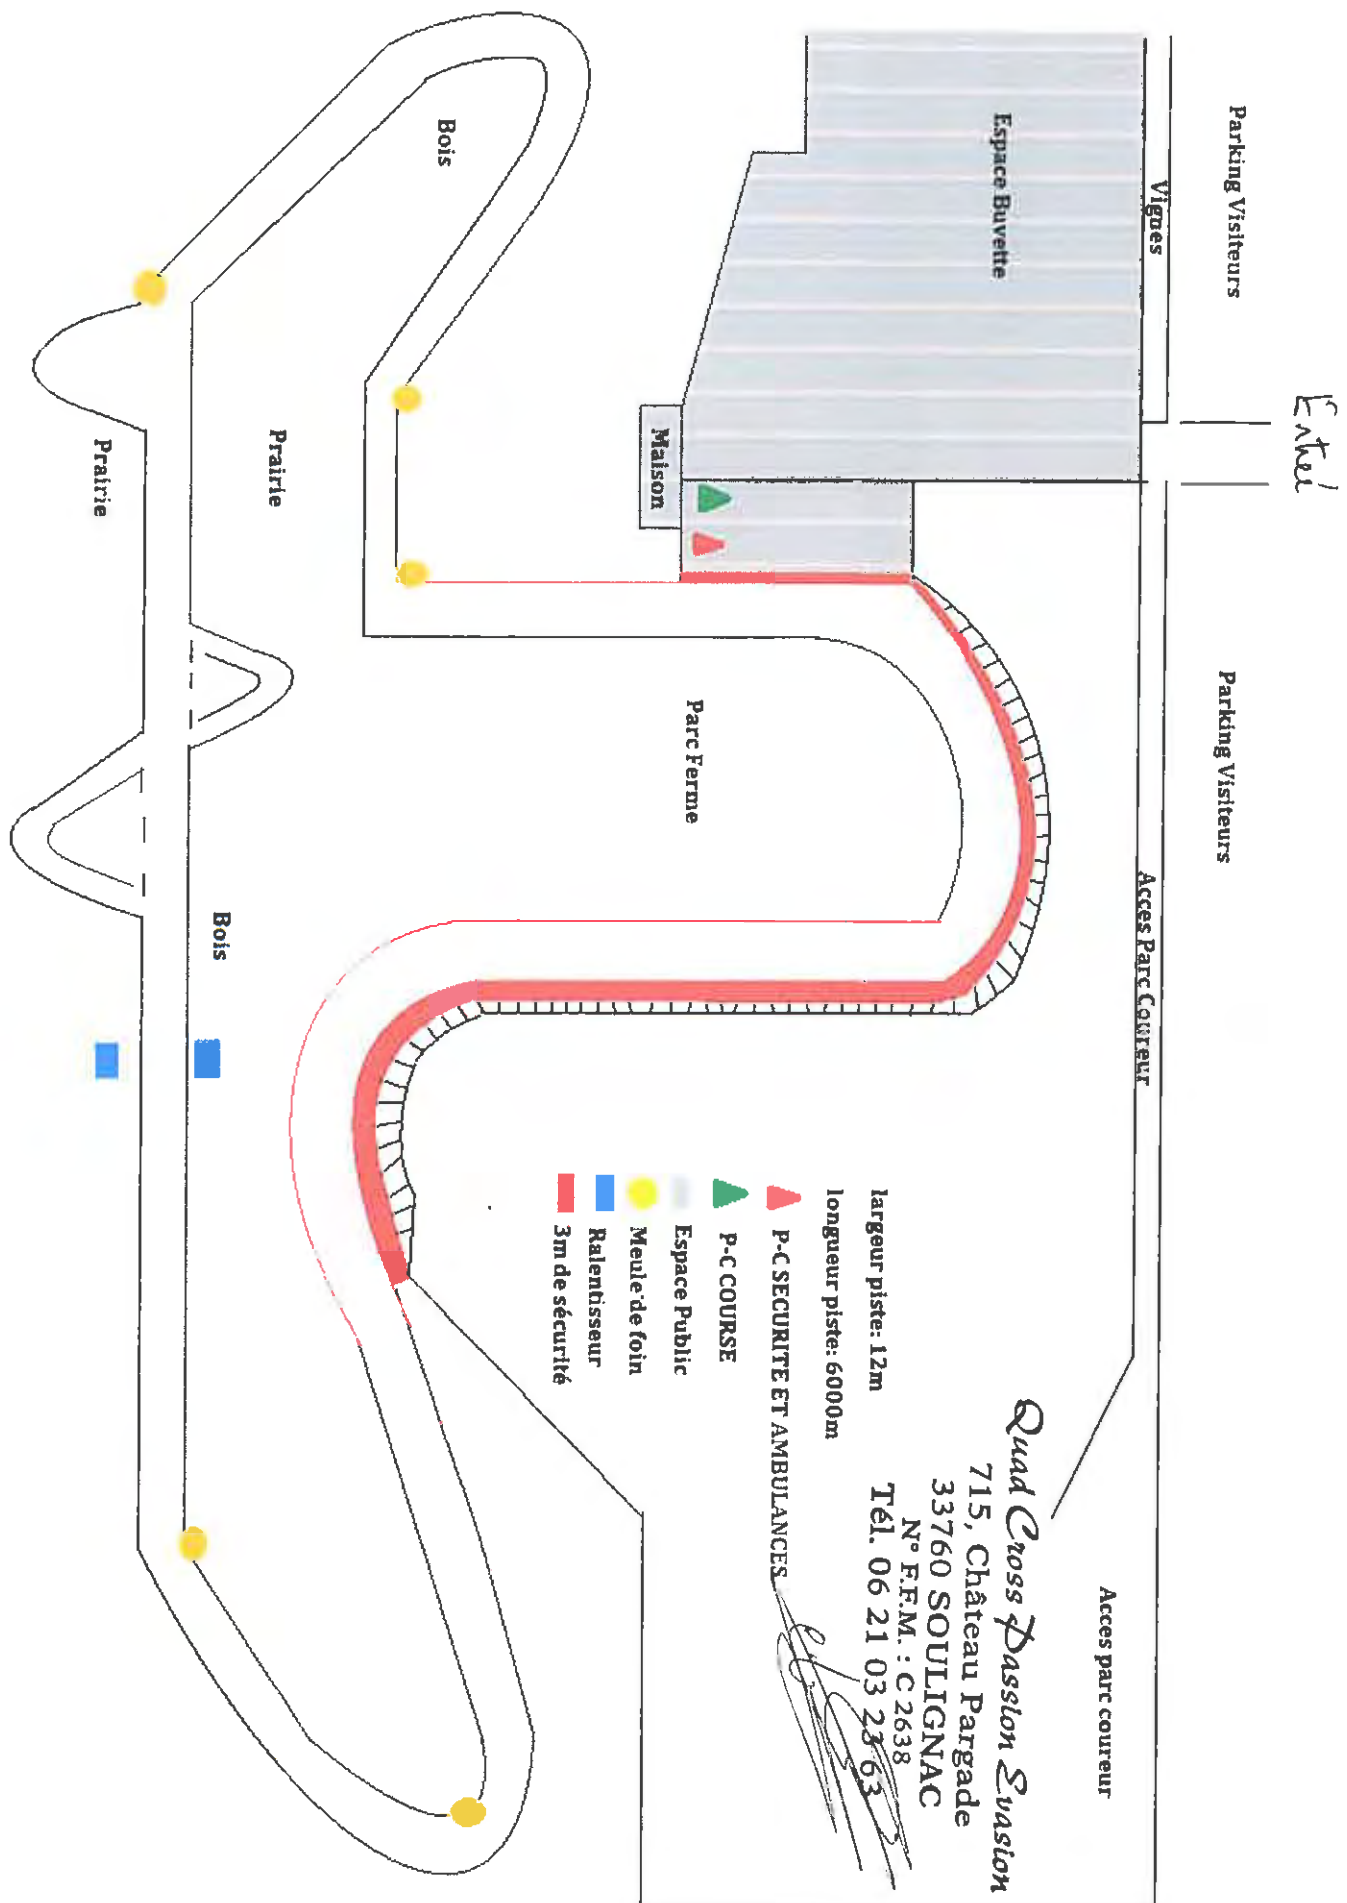 Entreé
Parking Visiteurs
Parking Visiteurs
Vignes
Acces Parc Coureur
Acces parc coureur
Espace Buvette
Maison
Parc Ferme
Bois
Prairie
Prairie
Bois
largeur piste: 12m
longueur piste: 6000m
P-C SECURITE ET AMBULANCES
P-C COURSE
Espace Public
Meule de foin
Ralentisseur
3m de sécurité
Quad Cross Passion Evasion
715, Château Pargade
33760 SOULIGNAC
N° F.F.M. : C 2638
Tél. 06 21 03 23 63